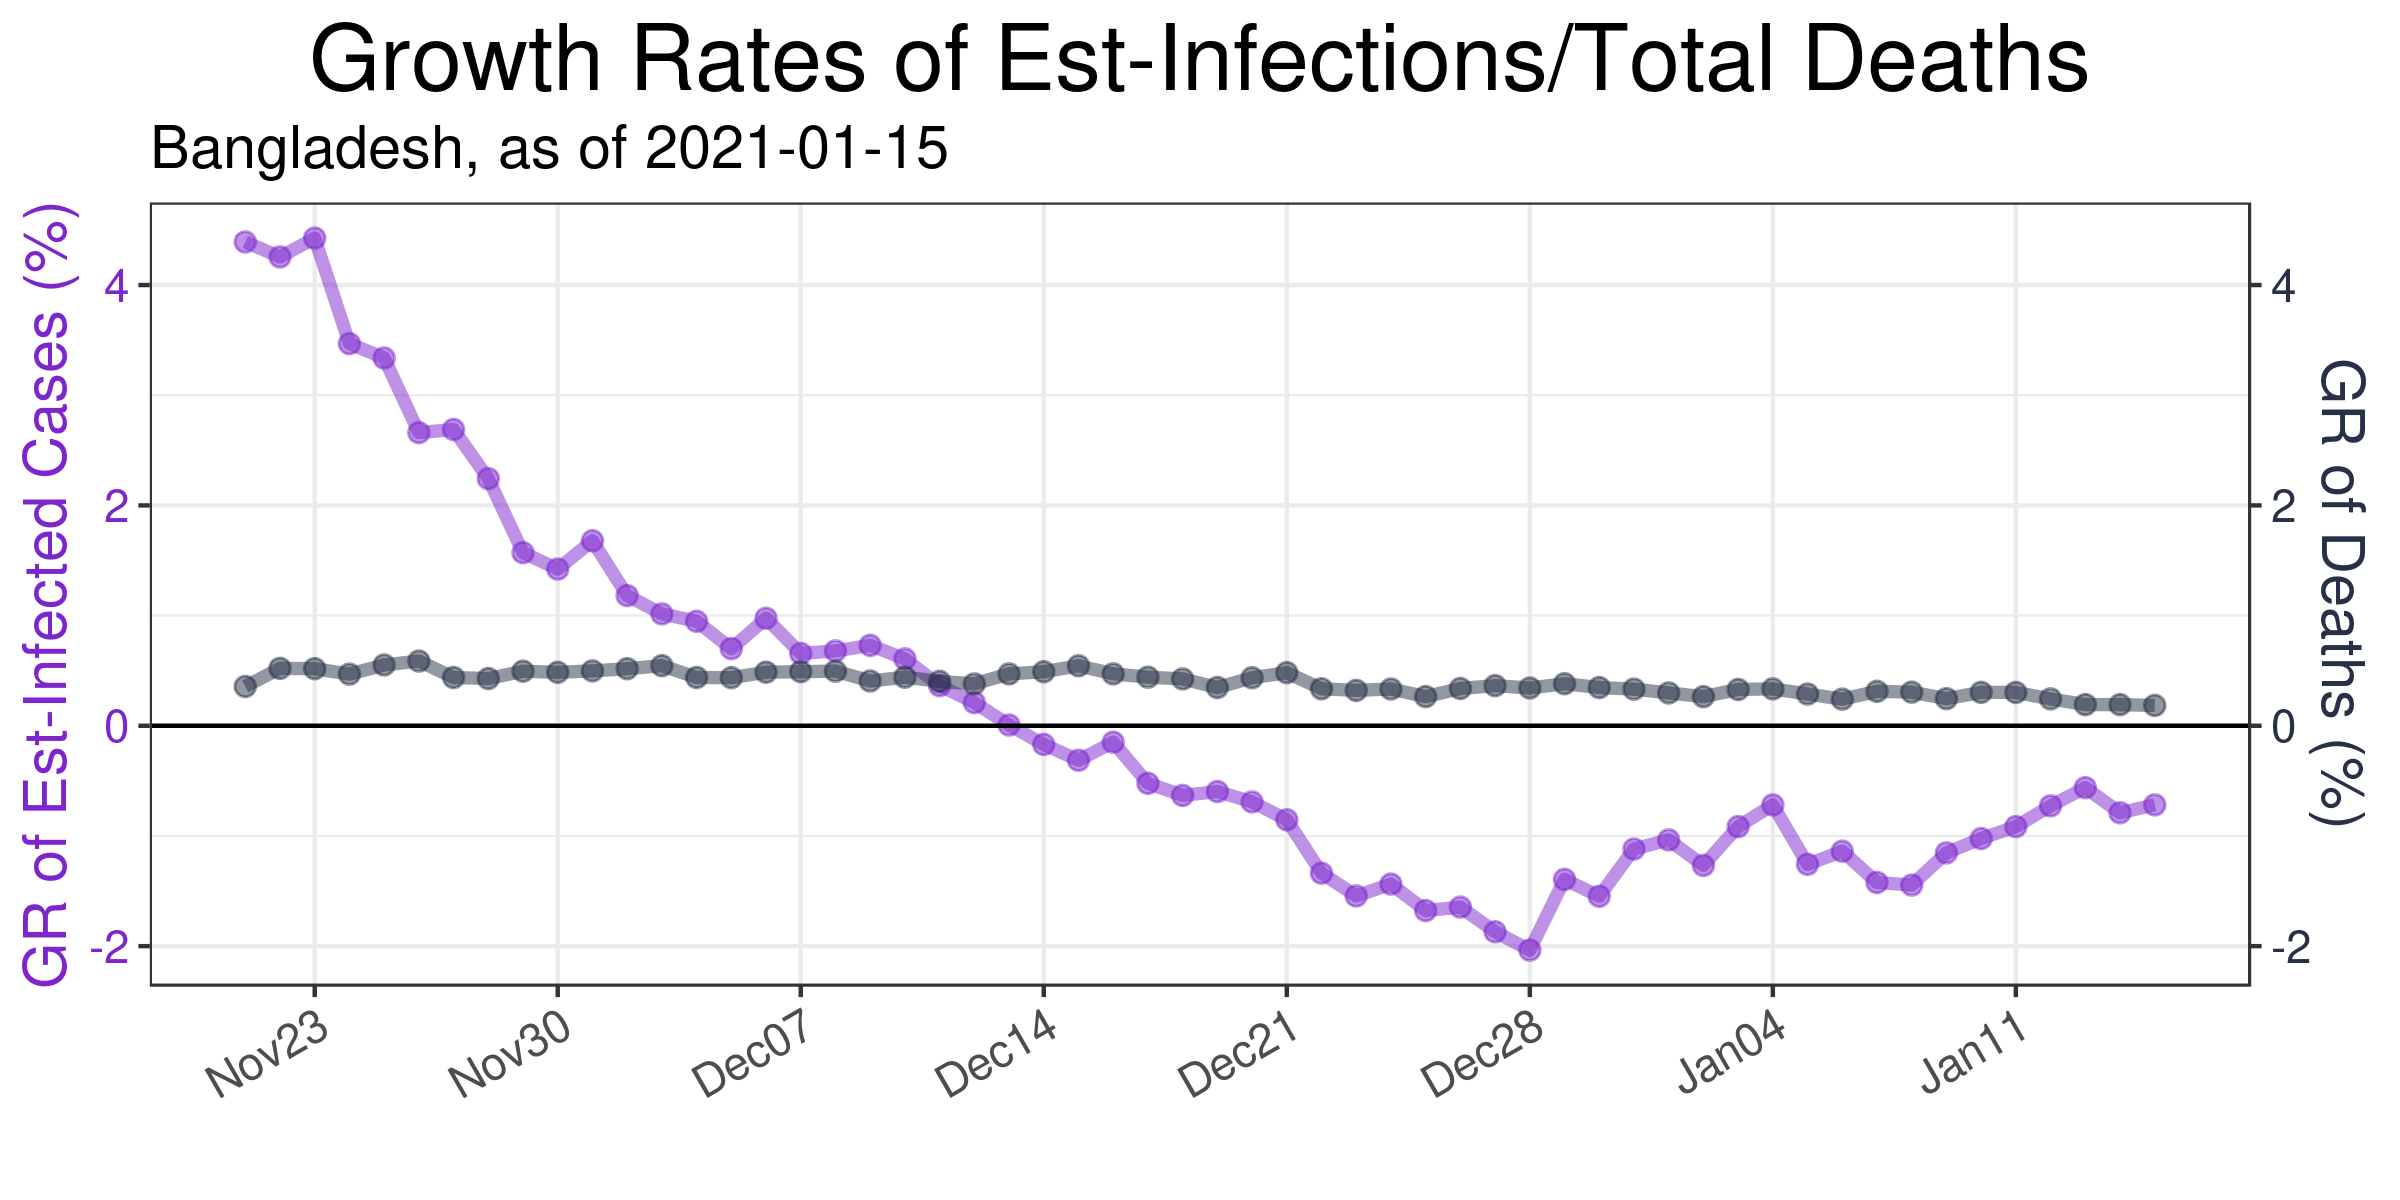 Growth Rates of Est-Infections/Total Deaths
Bangladesh, as of 2021-01-15
GR of Est-Infected Cases (%)
4
2
0
-2
4
2
0
-2
GR of Deaths (%)
Nov23
Nov30
Dec07
Dec14
Dec21
Dec28
Jan04
Jan11